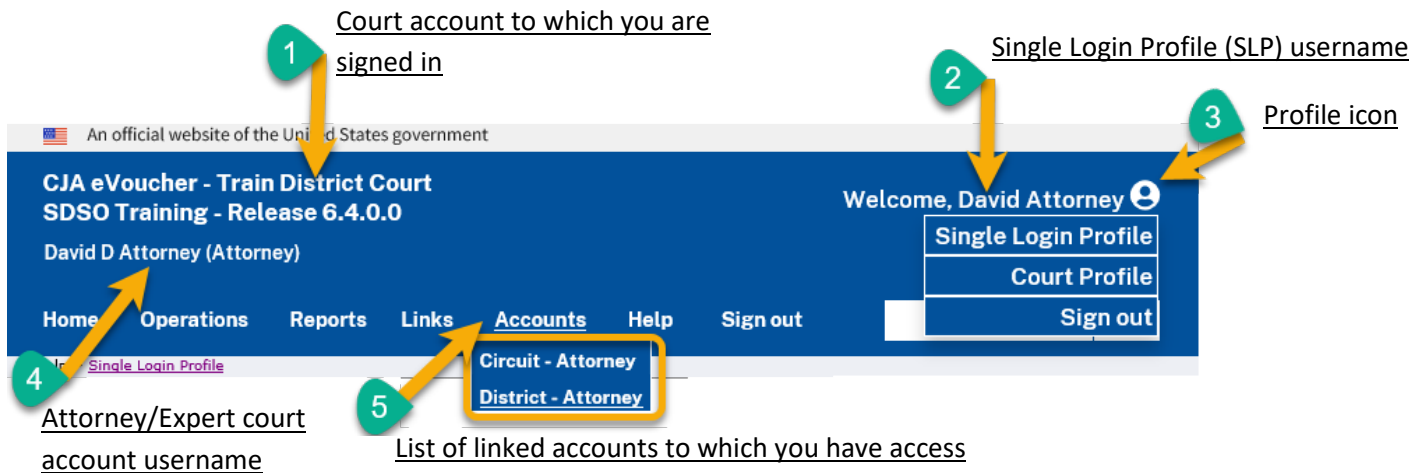 Court account to which you are
1
signed in
Single Login Profile (SLP) username
2
Profile icon
3
An official website of the United States government
CJA eVoucher - Train District Court
SDSO Training - Release 6.4.0.0
Welcome, David Attorney
David D Attorney (Attorney)
Single Login Profile
Court Profile
Sign out
Home Operations Reports Links Accounts Help Sign out
Single Login Profile
Circuit - Attorney
District - Attorney
4
5
Attorney/Expert court
account username
List of linked accounts to which you have access